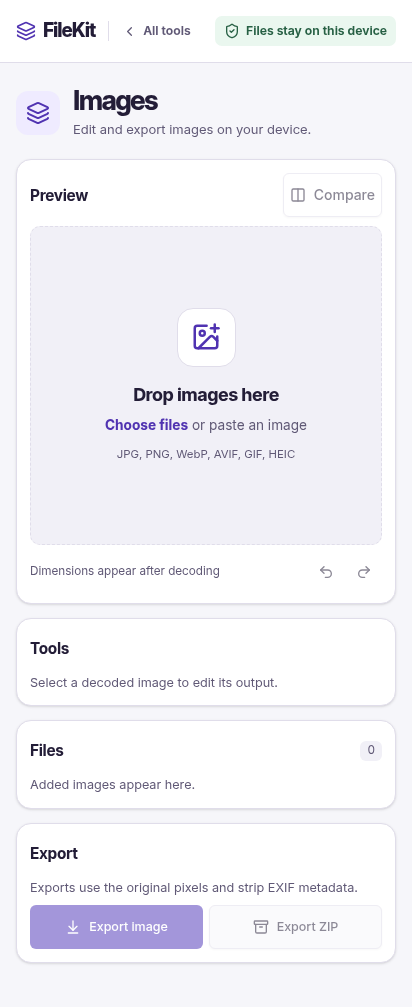 FileKit
All tools
Files stay on this device
Images
Edit and export images on your device.
Preview
Compare
Drop images here
Choose files or paste an image
JPG, PNG, WebP, AVIF, GIF, HEIC
Dimensions appear after decoding
Tools
Select a decoded image to edit its output.
Files
0
Added images appear here.
Export
Exports use the original pixels and strip EXIF metadata.
Export Image
Export ZIP